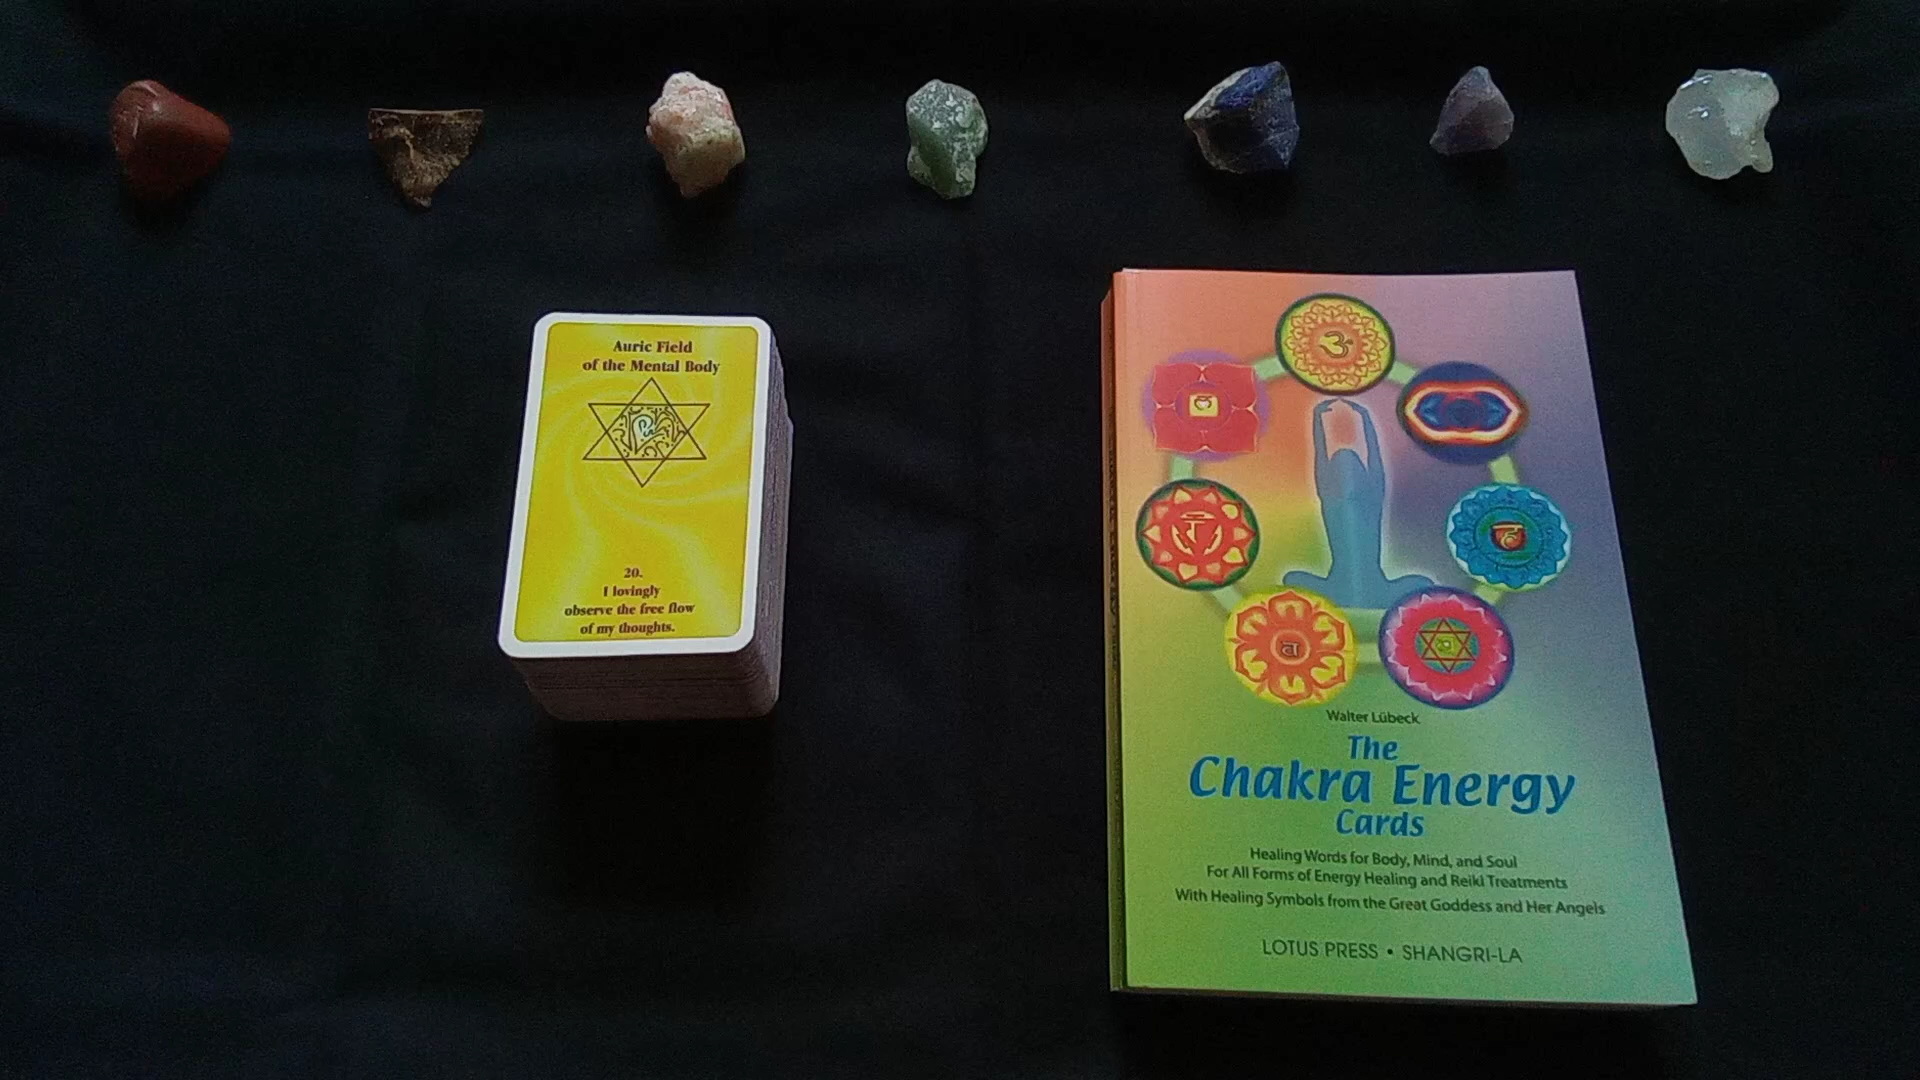 Auric Field
of the Mental Body
20.
I lovingly
observe the free flow
of my thoughts.
Walter Lübeck
The
Chakra Energy
Cards
Healing Words for Body, Mind, and Soul
For All Forms of Energy Healing and Reiki Treatments
With Healing Symbols from the Great Goddess and Her Angels
LOTUS PRESS • SHANGRI-LA